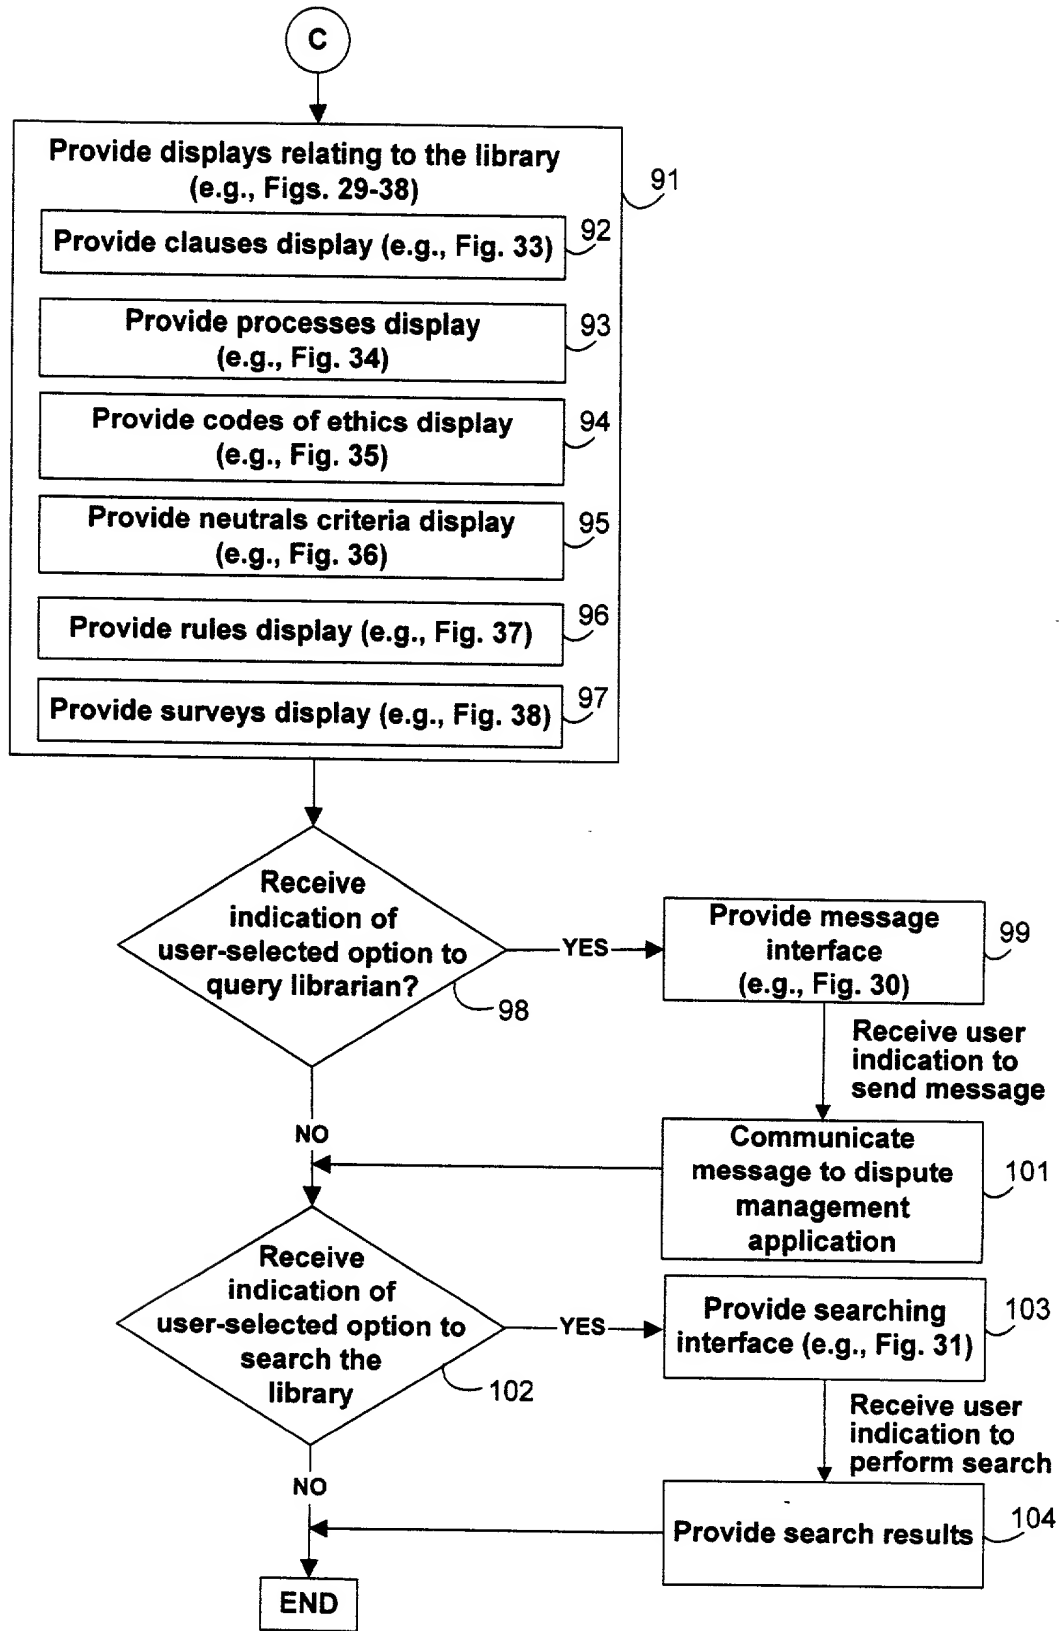 C
Provide displays relating to the library
(e.g., Figs. 29-38)
91
Provide clauses display (e.g., Fig. 33)
92
Provide processes display
(e.g., Fig. 34)
93
Provide codes of ethics display
(e.g., Fig. 35)
94
Provide neutrals criteria display
(e.g., Fig. 36)
95
Provide rules display (e.g., Fig. 37)
96
Provide surveys display (e.g., Fig. 38)
97
Receive
indication of
user-selected option to
query librarian?
98
YES
Provide message
interface
(e.g., Fig. 30)
99
Receive user
indication to
send message
NO
Communicate
message to dispute
management
application
101
Receive
indication of
user-selected option to
search the
library
102
YES
Provide searching
interface (e.g., Fig. 31)
103
Receive user
indication to
perform search
NO
Provide search results
104
END